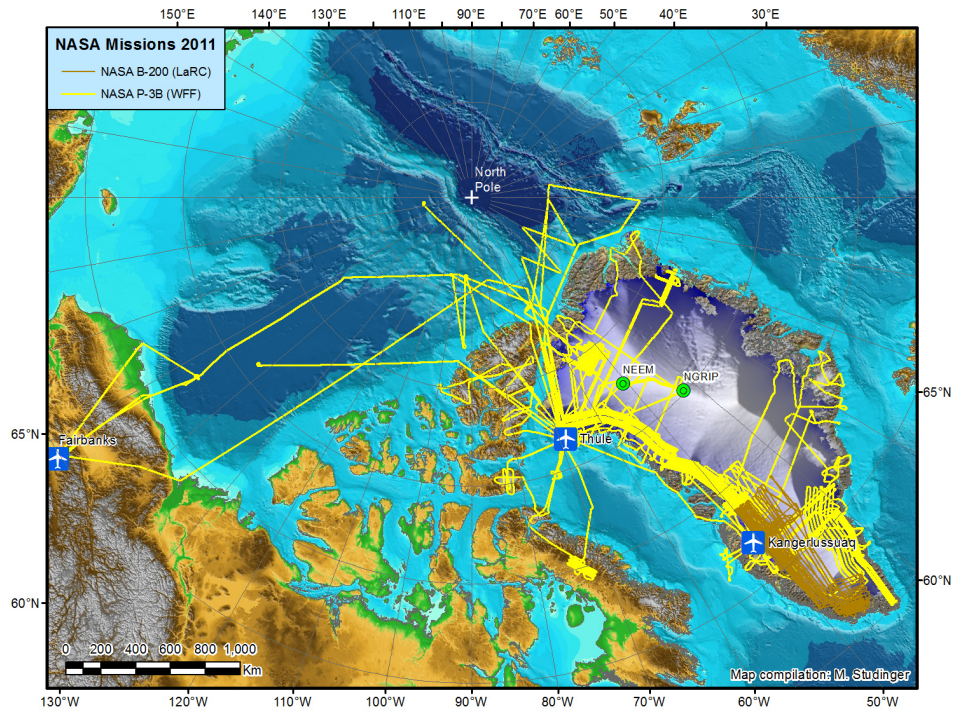 150°E 140°E 130°E 110°E 90°E 70°E 60°E 50°E 40°E 30°E
NASA Missions 2011
NASA B-200 (LaRC)
NASA P-3B (WFF)
North
Pole
NEEM
NGRIP
65°N
65°N
Fairbanks
Thule
Kangerlussuaq
60°N
60°N
0 200 400 600 800 1,000
Km
Map compilation: M. Studinger
130°W 120°W 110°W 100°W 90°W 80°W 70°W 60°W 50°W